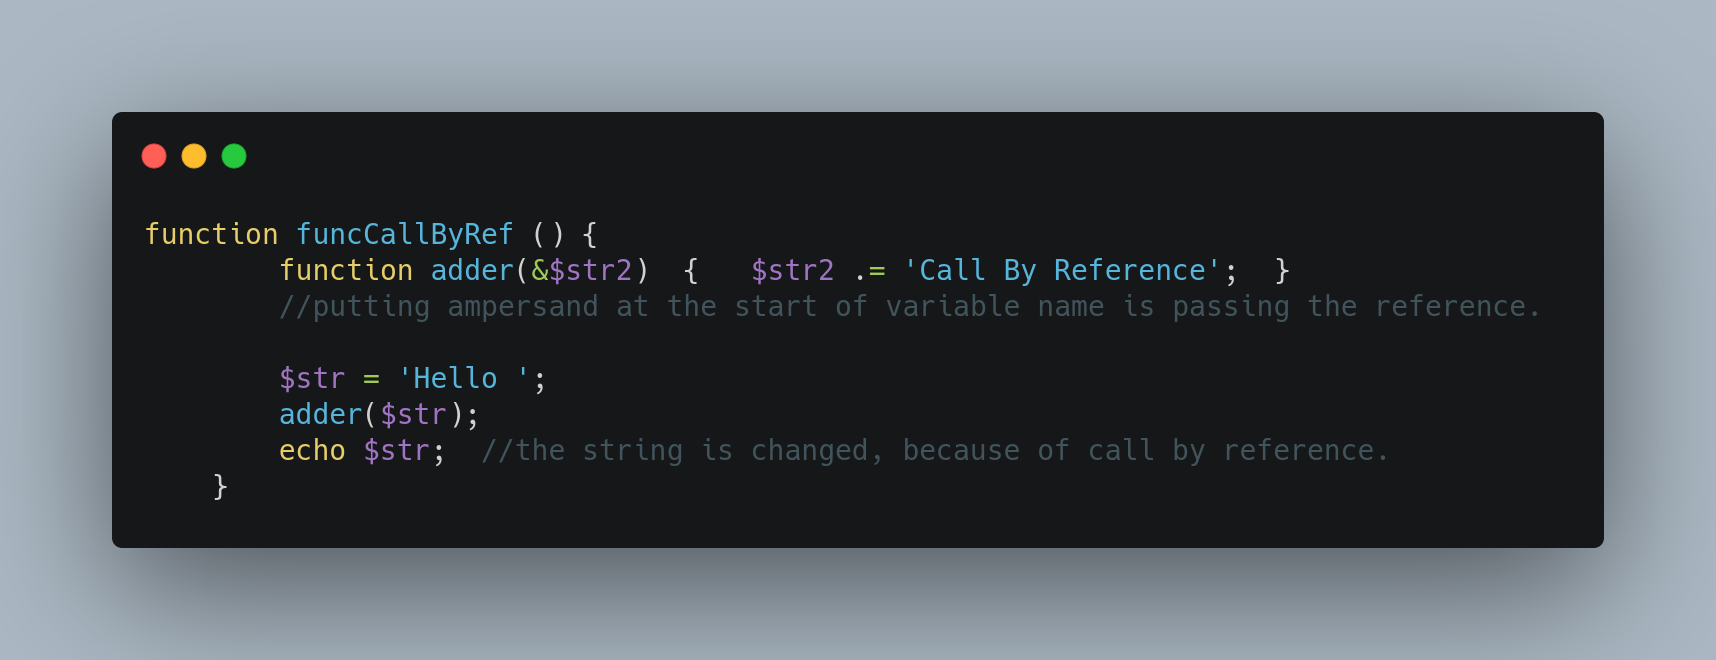 function funcCallByRef () {
function adder(&$str2)  {   $str2 .= 'Call By Reference';  }
//putting ampersand at the start of variable name is passing the reference.
$str = 'Hello ';
adder($str);
echo $str;  //the string is changed, because of call by reference.
}